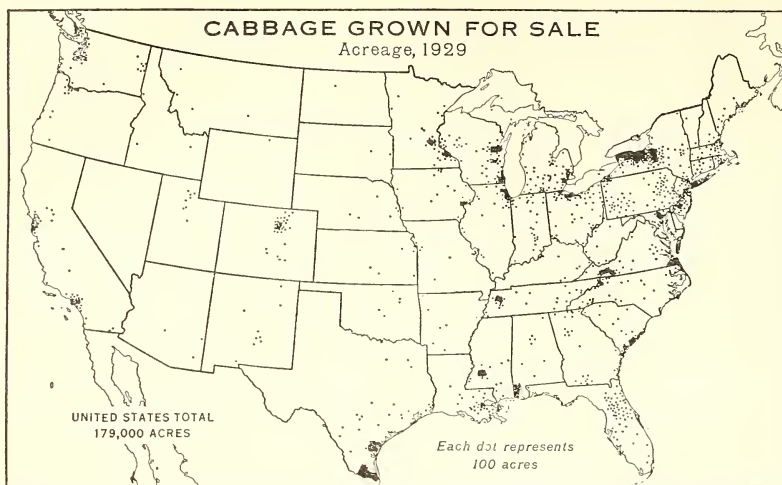 CABBAGE GROWN FOR SALE
Acreage, 1929
UNITED STATES TOTAL
179,000 ACRES
Each dot represents
100 acres